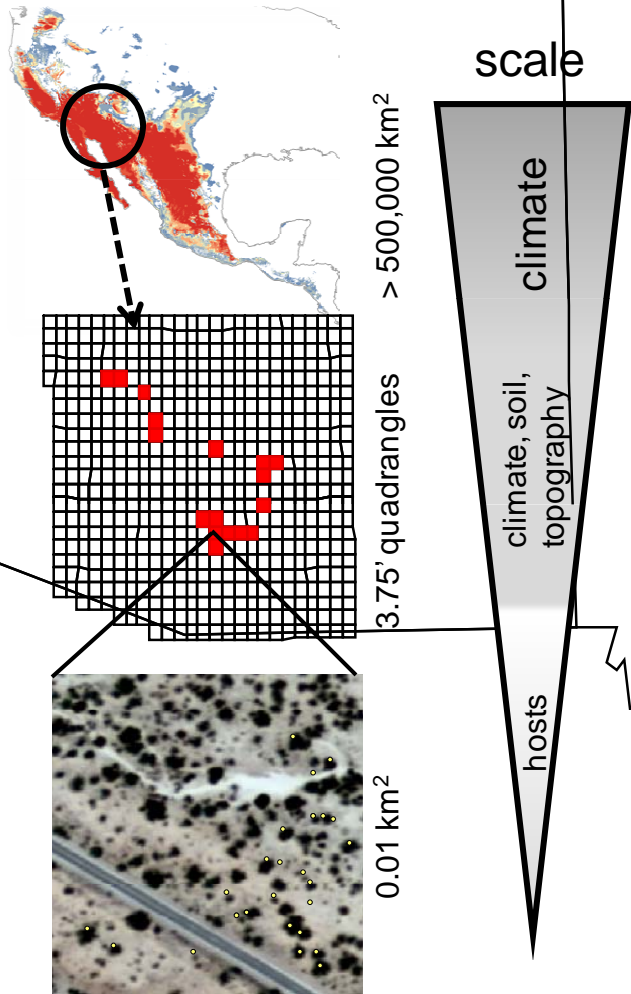 scale
> 500,000 km²
climate
3.75’ quadrangles
climate, soil,
topography
0.01 km²
hosts